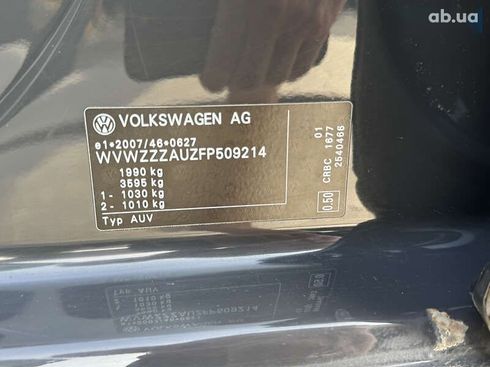 ab.ua
VOLKSWAGEN AG
e1*2007/46*0627
WVWZZZAUZFP509214
1990 kg
3595 kg
1- 1030 kg
2- 1010 kg
Typ AUV
0.50
CRBC 1677
01
2540466